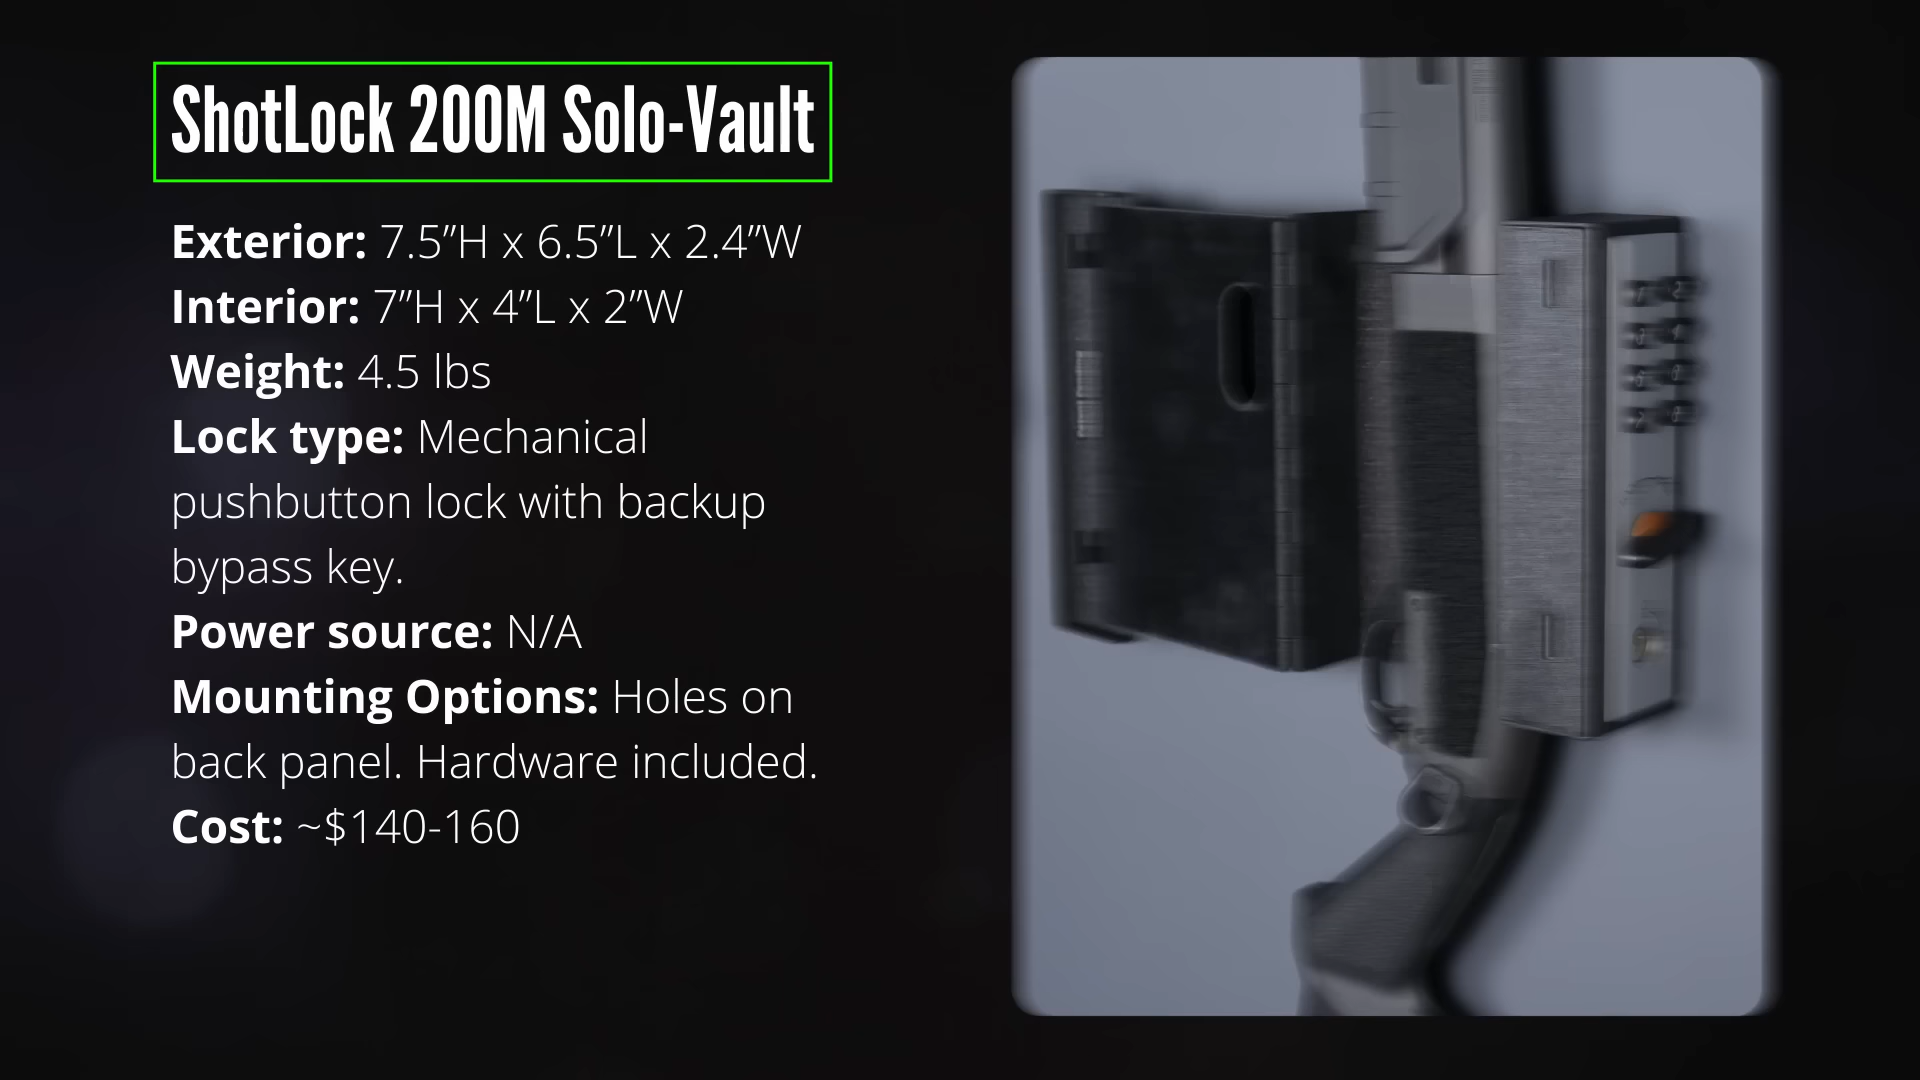 ShotLock 200M Solo-Vault
Exterior: 7.5”H x 6.5”L x 2.4”W
Interior: 7”H x 4”L x 2”W
Weight: 4.5 lbs
Lock type: Mechanical
pushbutton lock with backup
bypass key.
Power source: N/A
Mounting Options: Holes on
back panel. Hardware included.
Cost: ~$140-160